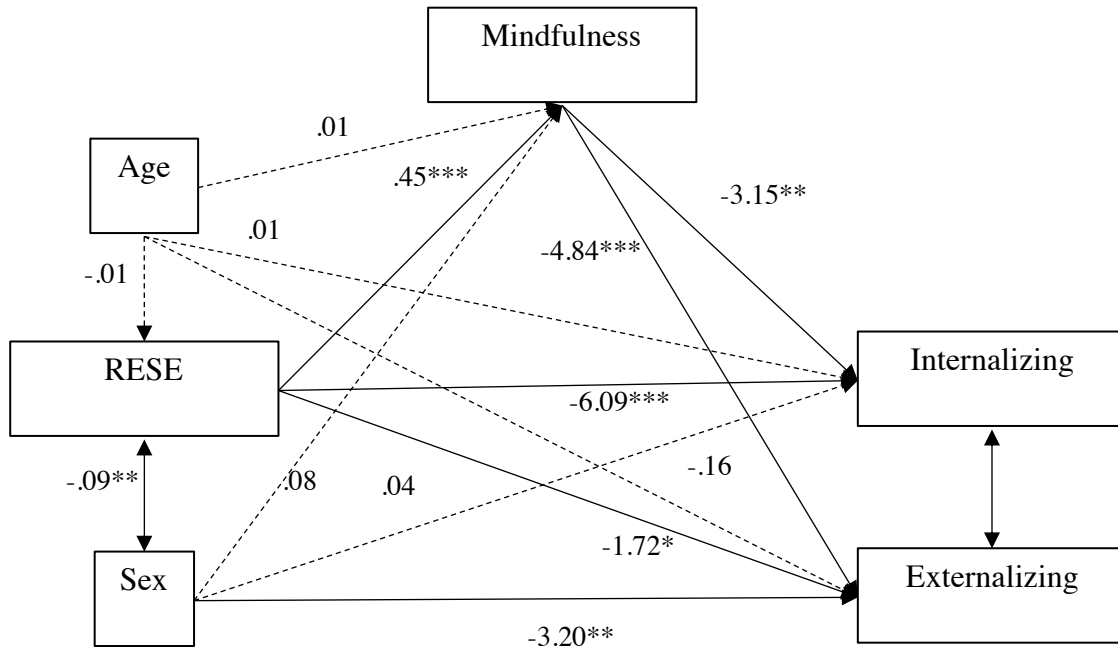 Mindfulness
.01
Age
.45***
-3.15**
.01
-4.84***
-.01
RESE
Internalizing
-6.09***
-.09**
.08
.04
-.16
-1.72*
Sex
Externalizing
-3.20**